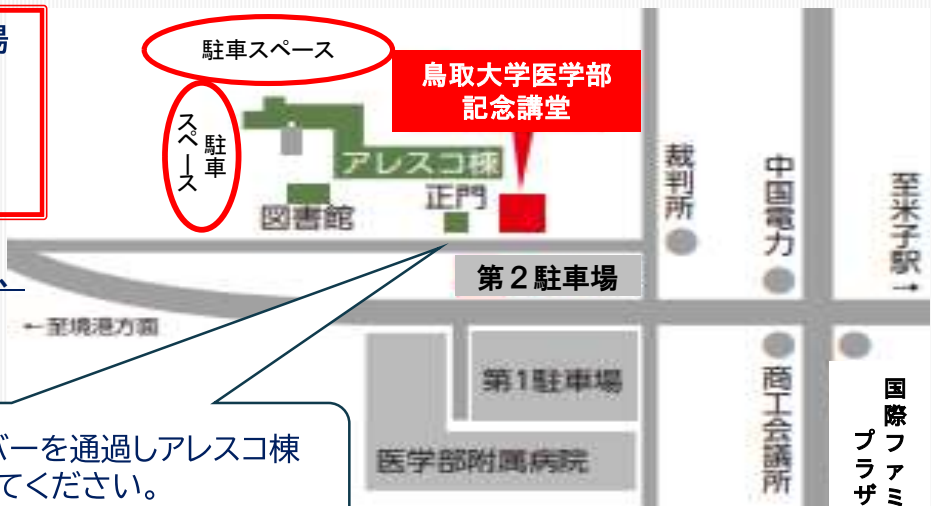 場
駐車スペース
鳥取大学医学部
記念講堂
駐車
スペース
アレスコ棟
正門
図書館
裁判所
中国電力
至米子駅→
第2駐車場
←至境港方面
第1駐車場
医学部附属病院
商工会議所
国際ファミ
プラザ
バーを通過しアレスコ棟
てください。